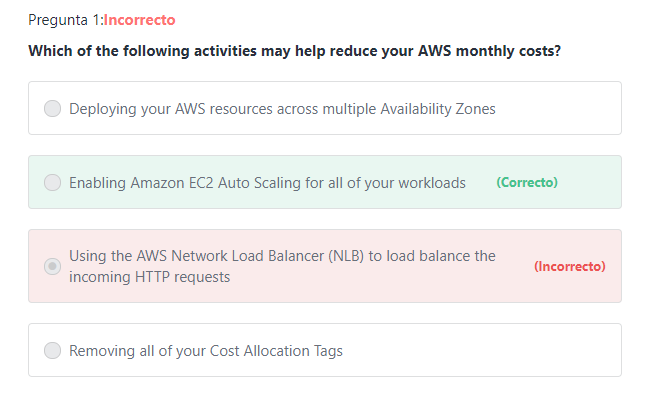 Pregunta 1:Incorrecto
Which of the following activities may help reduce your AWS monthly costs?
Deploying your AWS resources across multiple Availability Zones
Enabling Amazon EC2 Auto Scaling for all of your workloads (Correcto)
Using the AWS Network Load Balancer (NLB) to load balance the
incoming HTTP requests (Incorrecto)
Removing all of your Cost Allocation Tags